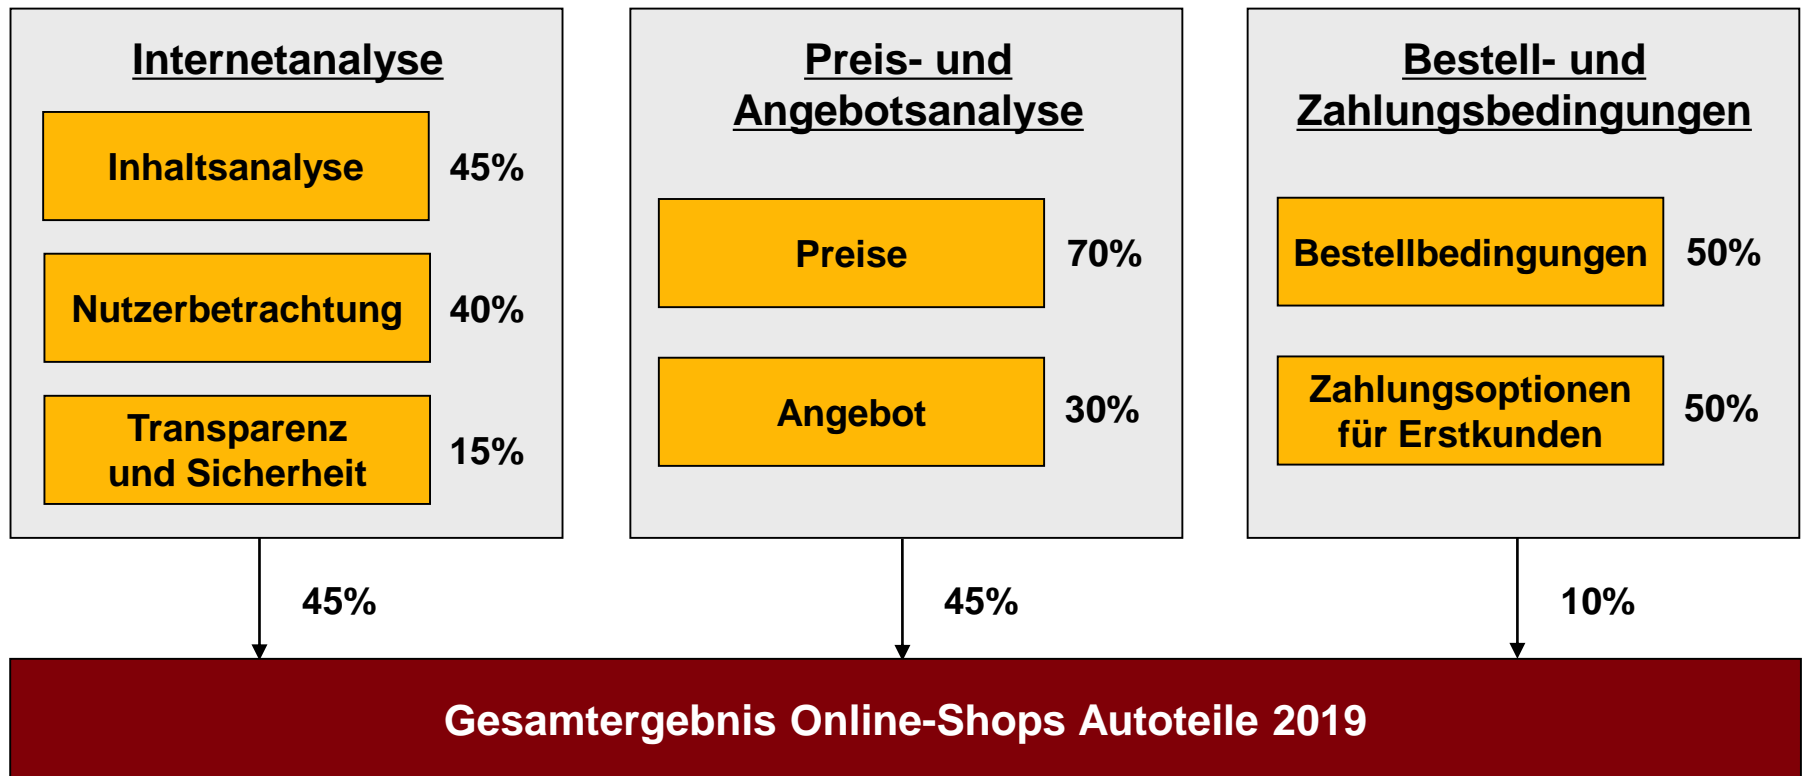 Internetanalyse
Inhaltsanalyse 45%
Nutzerbetrachtung 40%
Transparenz
und Sicherheit 15%
45%
Preis- und
Angebotsanalyse
Preise 70%
Angebot 30%
45%
Bestell- und
Zahlungsbedingungen
Bestellbedingungen 50%
Zahlungsoptionen
für Erstkunden 50%
10%
Gesamtergebnis Online-Shops Autoteile 2019